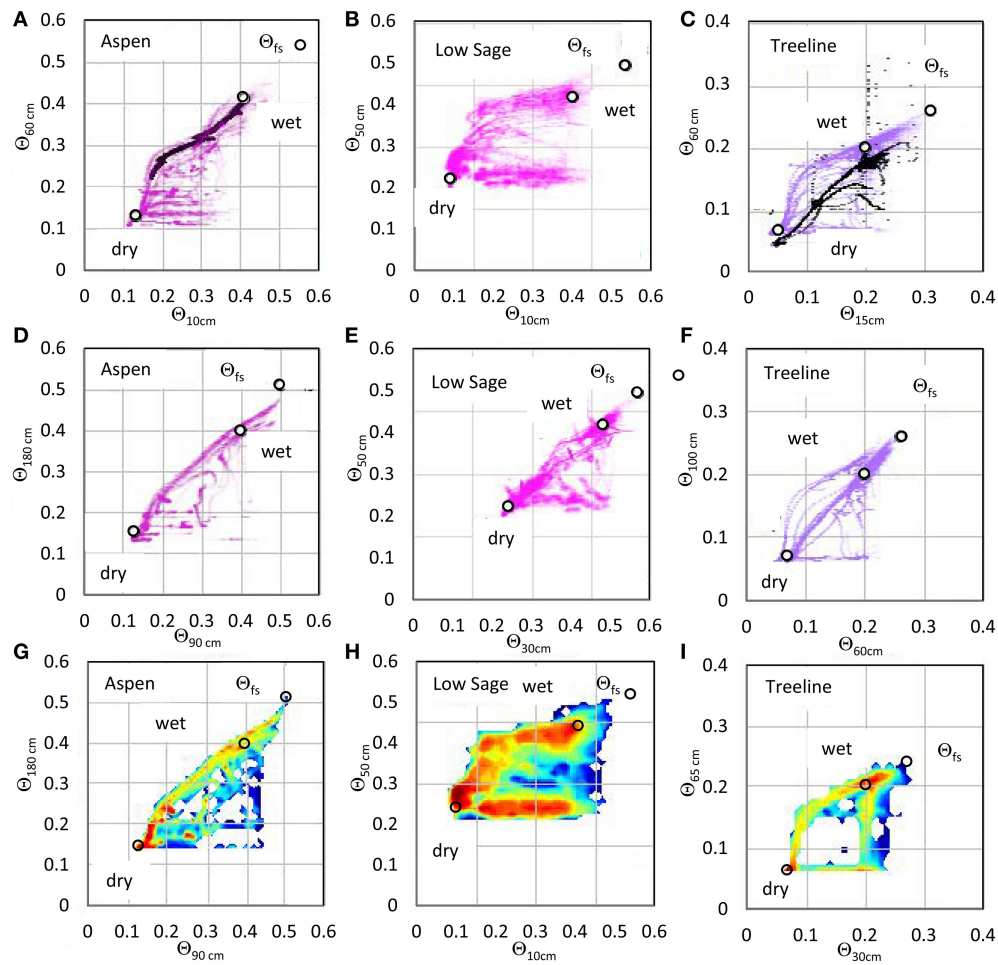 A
0.6
0.5
0.4
0.3
0.2
0.1
0
Θ60 cm
Aspen
Θfs
wet
dry
0 0.1 0.2 0.3 0.4 0.5 0.6
Θ10cm
B
0.6
0.5
0.4
0.3
0.2
0.1
0
Θ50 cm
Low Sage
Θfs
wet
dry
0 0.1 0.2 0.3 0.4 0.5 0.6
Θ10cm
C
0.40
0.3
0.2
0.1
0
Θ60 cm
Treeline
Θfs
wet
dry
0 0.1 0.2 0.3 0.4
Θ15cm
D
0.6
0.5
0.4
0.3
0.2
0.1
0
Θ180 cm
Aspen
Θfs
wet
dry
0 0.1 0.2 0.3 0.4 0.5 0.6
Θ90 cm
E
0.6
0.5
0.4
0.3
0.2
0.1
0
Θ50 cm
Low Sage
Θfs
wet
dry
0 0.1 0.2 0.3 0.4 0.5 0.6
Θ30cm
F
0.4
0.3
0.2
0.1
0
Θ100 cm
Treeline
Θfs
wet
dry
0 0.1 0.2 0.3 0.4
Θ60cm
G
0.6
0.5
0.4
0.3
0.2
0.1
0
Θ180 cm
Aspen
Θfs
wet
dry
0 0.1 0.2 0.3 0.4 0.5 0.6
Θ90 cm
H
0.6
0.5
0.4
0.3
0.2
0.1
0
Θ50 cm
Low Sage
wet
Θfs
dry
0 0.1 0.2 0.3 0.4 0.5 0.6
Θ10cm
I
0.4
0.3
0.2
0.1
0
Θ65 cm
Treeline
wet
Θfs
dry
0 0.1 0.2 0.3 0.4
Θ30cm